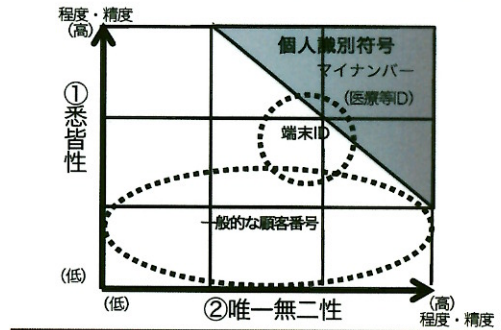 程度・精度
(高)
個人識別符号
マイナンバー
(医療等ID)
①悉皆性
端末ID
一般的な顧客番号
(低)
(低)
②唯一無二性
(高)
程度・精度